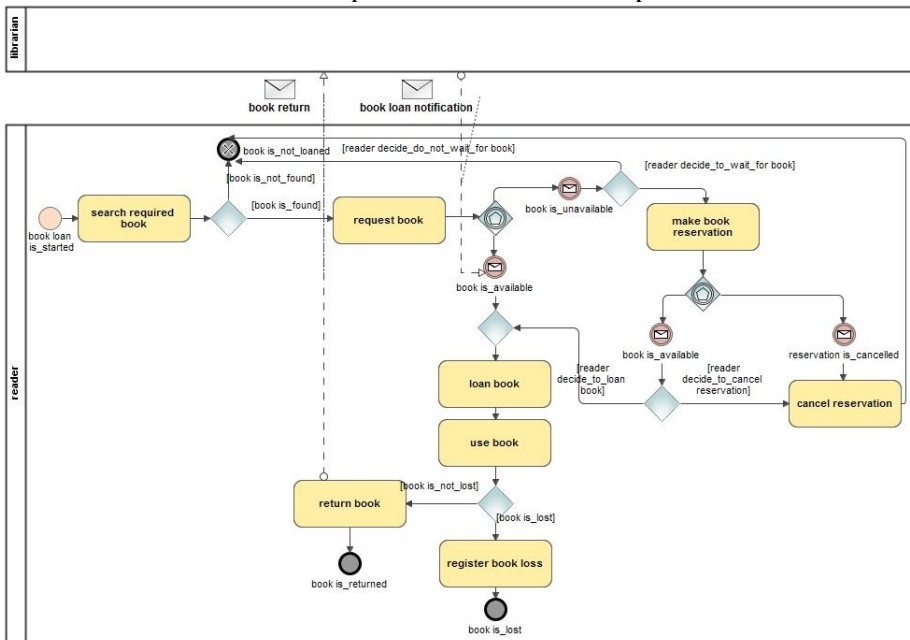 librarian
book return
book loan notification
reader
book is_not_loaned
[reader decide_do_not_wait_for book]
[reader decide_to_wait_for book]
[book is_not_found]
search required
book
[book is_found]
request book
book is_unavailable
make book
reservation
book loan
is_started
book is_available
book is_available
reservation is_cancelled
[reader
decide_to_loan
book]
[reader
decide_to_cancel
reservation]
loan book
cancel reservation
use book
[book is_not_lost]
return book
[book is_lost]
register book loss
book is_returned
book is_lost